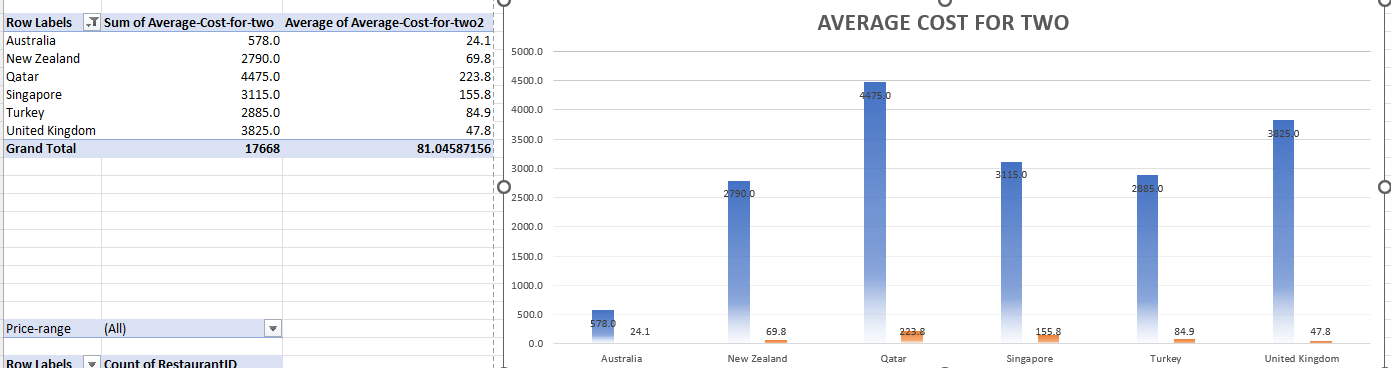 Row Labels Sum of Average-Cost-for-two Average of Average-Cost-for-two2
Australia 578.0 24.1
New Zealand 2790.0 69.8
Qatar 4475.0 223.8
Singapore 3115.0 155.8
Turkey 2885.0 84.9
United Kingdom 3825.0 47.8
Grand Total 17668 81.04587156
Price-range (All)
Row Labels Count of RestaurantID
AVERAGE COST FOR TWO
5000.0
4500.0
4000.0
3500.0
3000.0
2500.0
2000.0
1500.0
1000.0
500.0
0.0
578.0 24.1
2790.0 69.8
4475.0 223.8
3115.0 155.8
2885.0 84.9
3825.0 47.8
Australia New Zealand Qatar Singapore Turkey United Kingdom